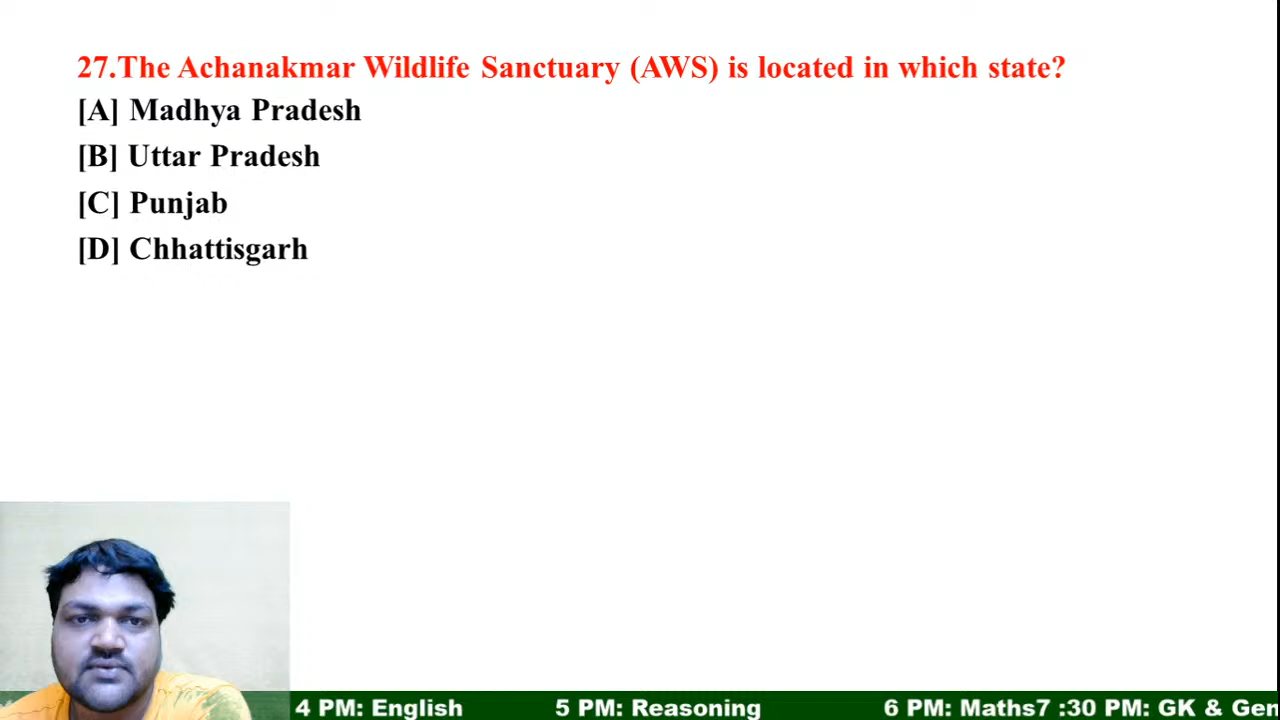 27.The Achanakmar Wildlife Sanctuary (AWS) is located in which state?
[A] Madhya Pradesh
[B] Uttar Pradesh
[C] Punjab
[D] Chhattisgarh
4 PM: English 5 PM: Reasoning 6 PM: Maths7 :30 PM: GK & Gen